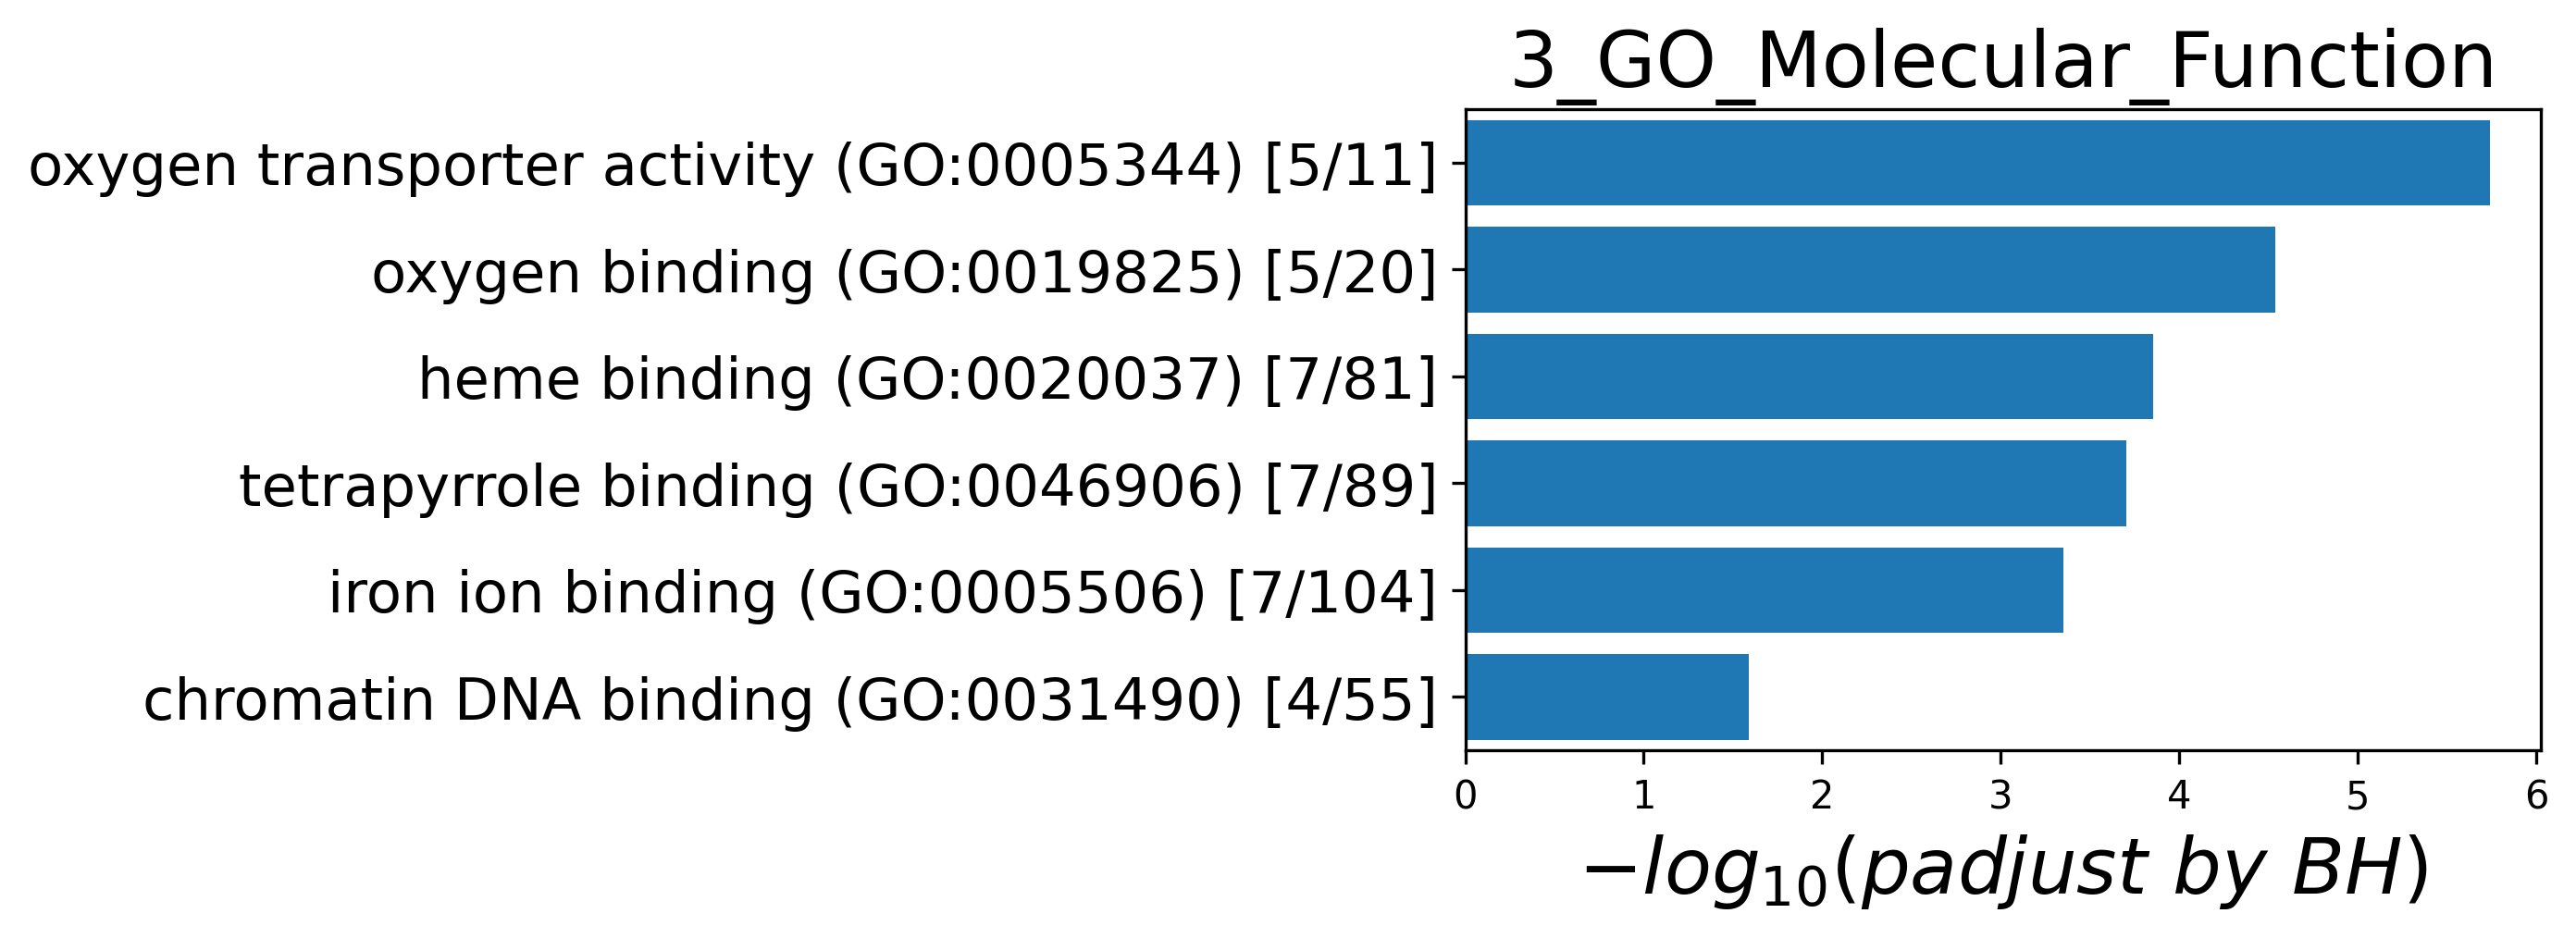 3_GO_Molecular_Function
oxygen transporter activity (GO:0005344) [5/11]
oxygen binding (GO:0019825) [5/20]
heme binding (GO:0020037) [7/81]
tetrapyrrole binding (GO:0046906) [7/89]
iron ion binding (GO:0005506) [7/104]
chromatin DNA binding (GO:0031490) [4/55]
0 1 2 3 4 5 6
−log₁₀(padjust by BH)